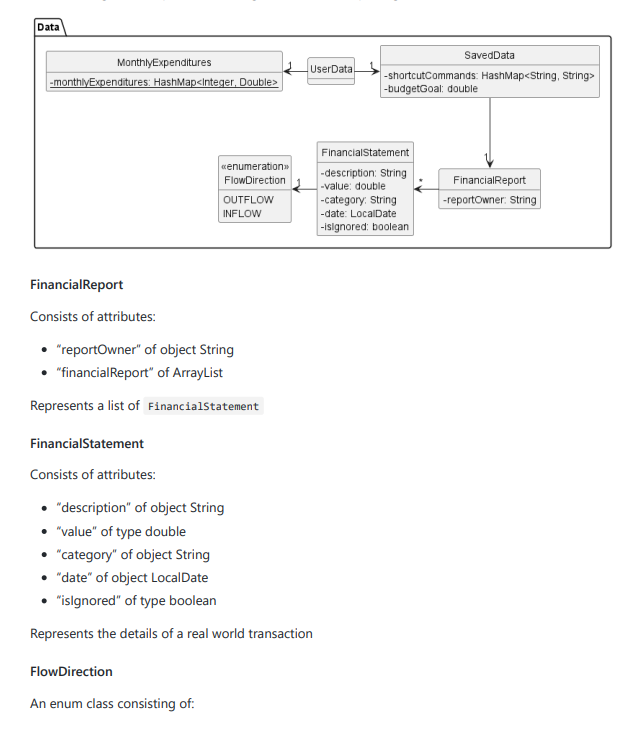 Data
MonthlyExpenditures
-monthlyExpenditures: HashMap<Integer, Double>
1
UserData
1
SavedData
-shortcutCommands: HashMap<String, String>
-budgetGoal: double
1
«enumeration»
FlowDirection
OUTFLOW
INFLOW
1
FinancialStatement
-description: String
-value: double
-category: String
-date: LocalDate
-isIgnored: boolean
*
FinancialReport
-reportOwner: String
FinancialReport
Consists of attributes:
• “reportOwner” of object String
• “financialReport” of ArrayList
Represents a list of FinancialStatement
FinancialStatement
Consists of attributes:
• “description” of object String
• “value” of type double
• “category” of object String
• “date” of object LocalDate
• “isIgnored” of type boolean
Represents the details of a real world transaction
FlowDirection
An enum class consisting of: